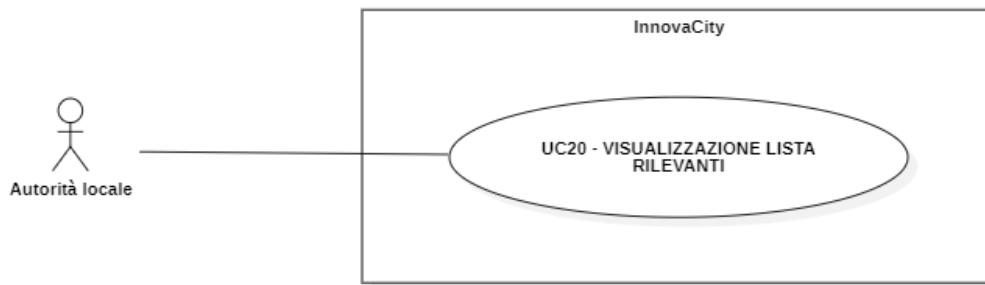 InnovaCity
UC20 - VISUALIZZAZIONE LISTA
RILEVANTI
Autorità locale